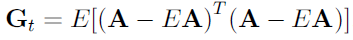 G_t = E[(A − EA)^T (A − EA)]